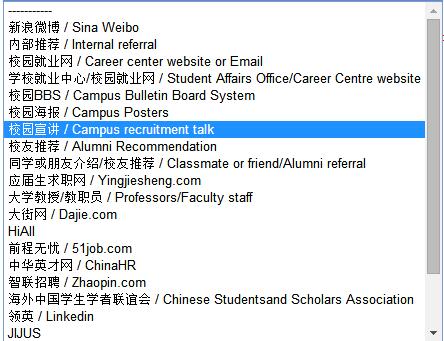 -----------
新浪微博 / Sina Weibo
内部推荐 / Internal referral
校园就业网 / Career center website or Email
学校就业中心/校园就业网 / Student Affairs Office/Career Centre website
校园BBS / Campus Bulletin Board System
校园海报 / Campus Posters
校园宣讲 / Campus recruitment talk
校友推荐 / Alumni Recommendation
同学或朋友介绍/校友推荐 / Classmate or friend/Alumni referral
应届生求职网 / Yingjiesheng.com
大学教授/教职员 / Professors/Faculty staff
大街网 / Dajie.com
HiAll
前程无忧 / 51job.com
中华英才网 / ChinaHR
智联招聘 / Zhaopin.com
海外中国学生学者联谊会 / Chinese Studentsand Scholars Association
领英 / Linkedin
JIJUS